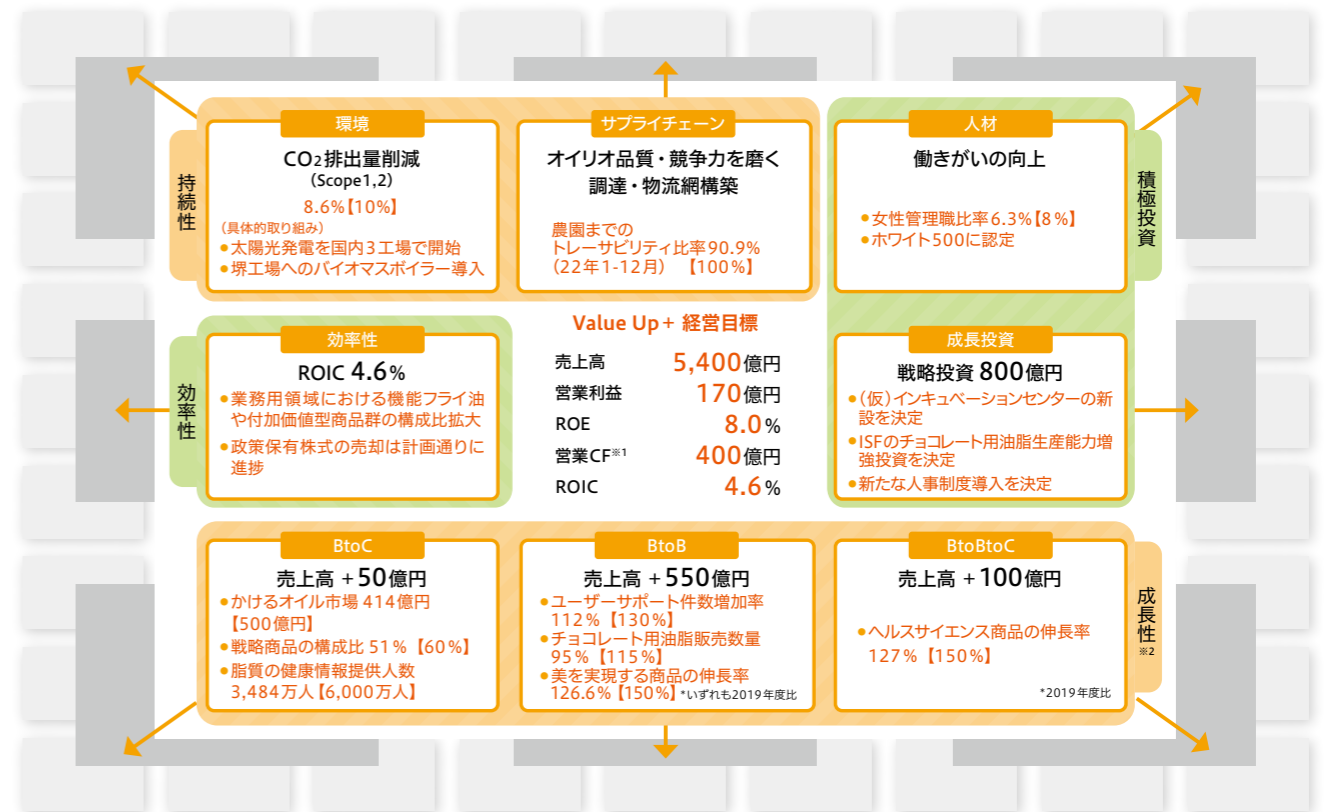 持続性
環境
CO2排出量削減
(Scope1,2)
8.6%【10%】
(具体的取り組み)
●太陽光発電を国内3工場で開始
●堺工場へのバイオマスボイラー導入
サプライチェーン
オイリオ品質・競争力を磨く
調達・物流網構築
農園までの
トレーサビリティ比率90.9%
(22年1-12月) 【100%】
積極投資
人材
働きがいの向上
●女性管理職比率6.3%【8%】
●ホワイト500に認定
効率性
効率性
ROIC 4.6%
●業務用領域における機能フライ油
や付加価値型商品群の構成比拡大
●政策保有株式の売却は計画通りに
進捗
Value Up+ 経営目標
売上高 5,400億円
営業利益 170億円
ROE 8.0%
営業CF※1 400億円
ROIC 4.6%
成長投資
戦略投資 800億円
●(仮)インキュベーションセンターの新
設を決定
●ISFのチョコレート用油脂生産能力増
強投資を決定
●新たな人事制度導入を決定
BtoC
売上高 +50億円
●かけるオイル市場 414億円
【500億円】
●戦略商品の構成比 51%【60%】
●脂質の健康情報提供人数
3,484万人【6,000万人】
BtoB
売上高 +550億円
●ユーザーサポート件数増加率
112%【130%】
●チョコレート用油脂販売数量
95%【115%】
●美を実現する商品の伸長率
126.6%【150%】*いずれも2019年度比
BtoBtoC
売上高 +100億円
●ヘルスサイエンス商品の伸長率
127%【150%】
*2019年度比
成長性※2